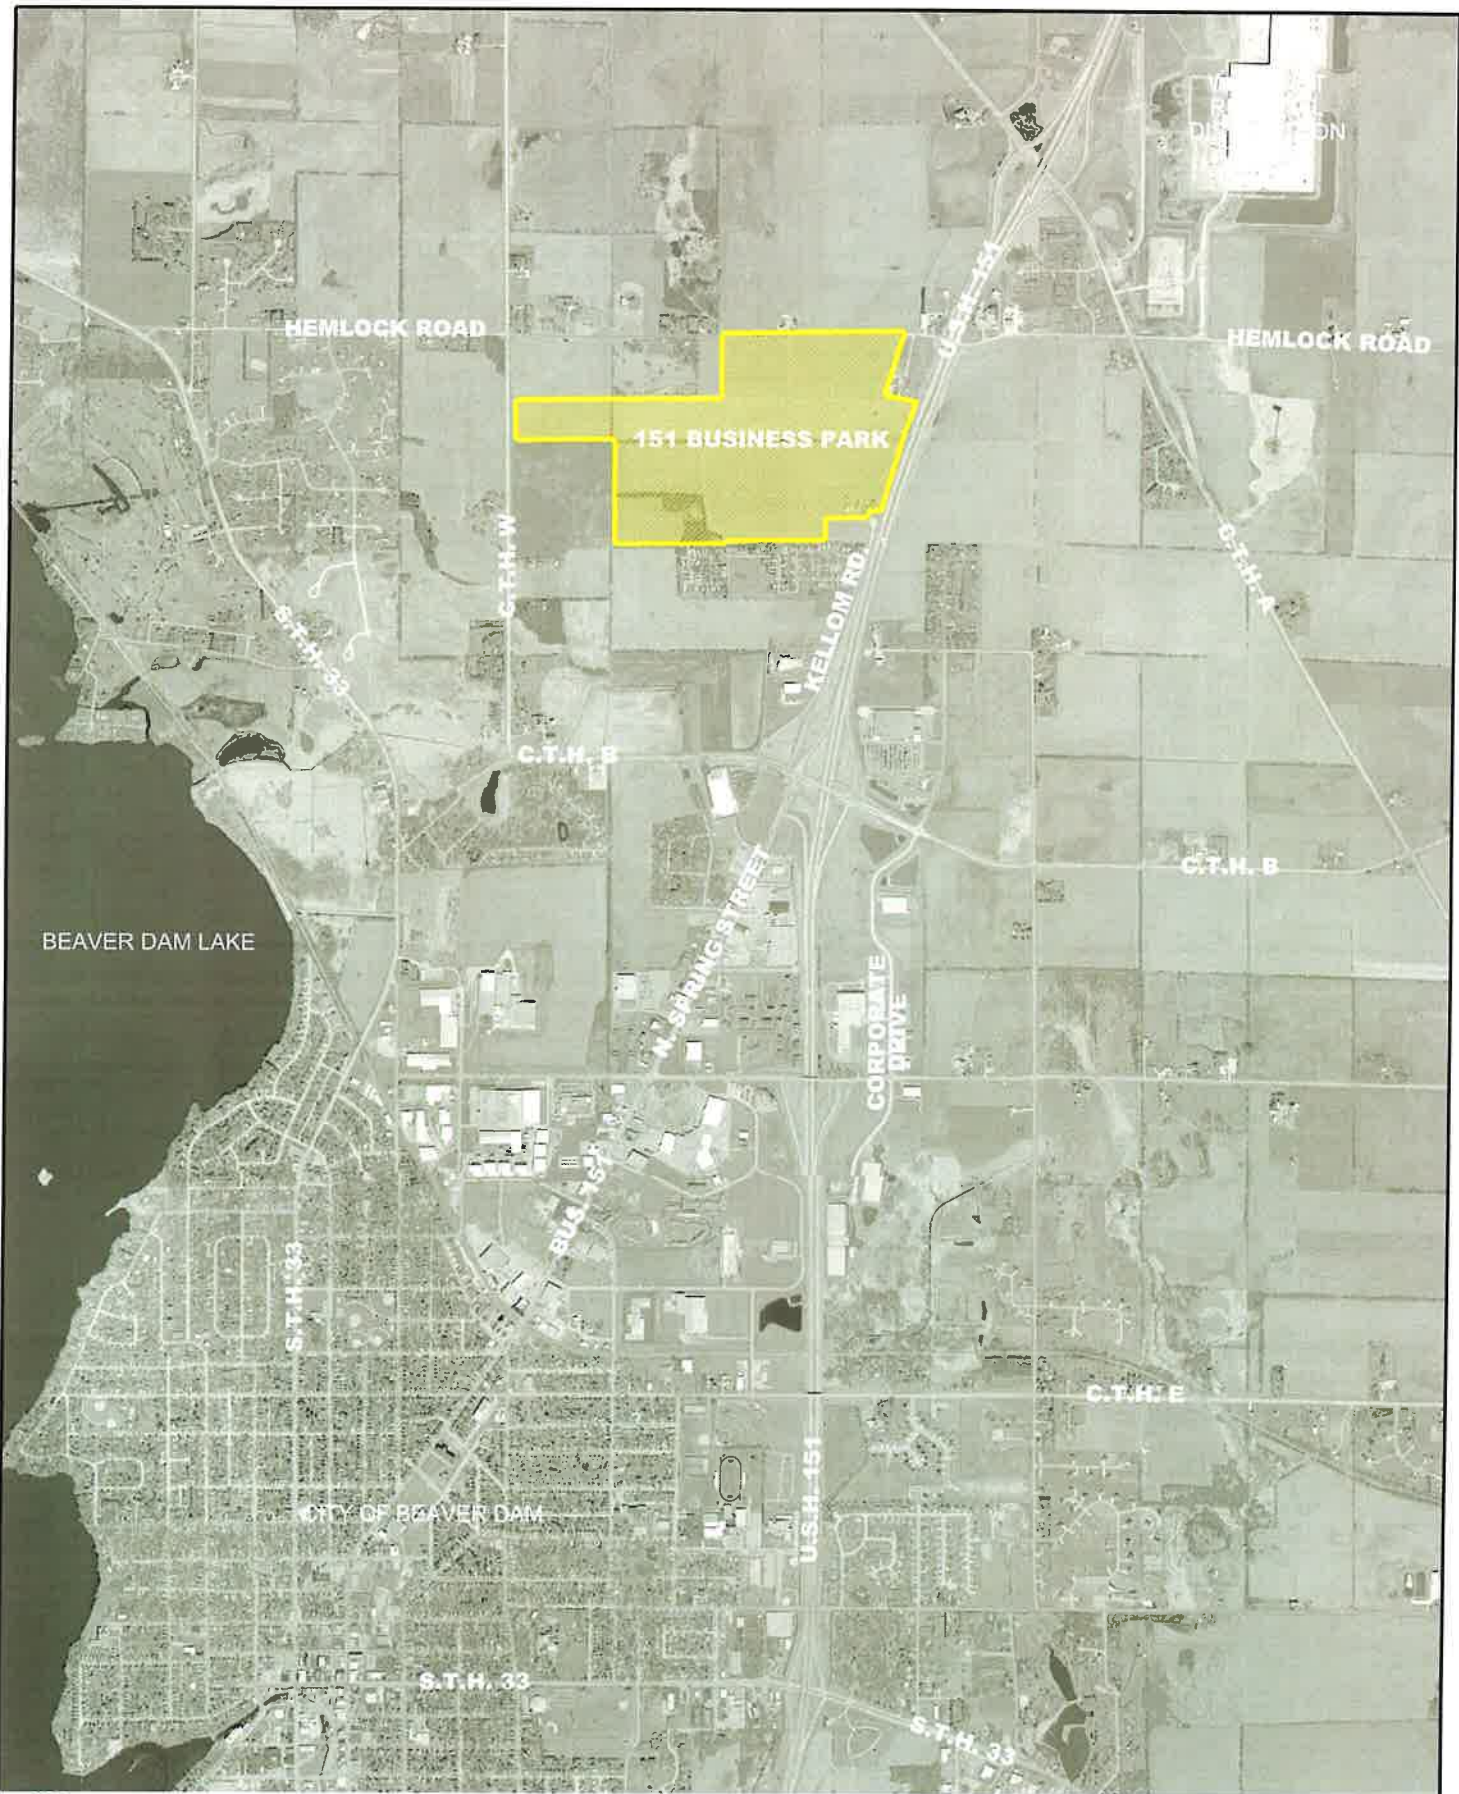 HEMLOCK ROAD
U.S.H. 151
HEMLOCK ROAD
151 BUSINESS PARK
C.T.H. W
C.T.H. A
S.T.H. 33
KELLOM RD.
C.T.H. B
C.T.H. B
N. SPRING STREET
BEAVER DAM LAKE
CORPORATE
DRIVE
BUS. 151
S.T.H. 33
C.T.H. E
U.S.H. 151
CITY OF BEAVER DAM
S.T.H. 33
S.T.H. 33